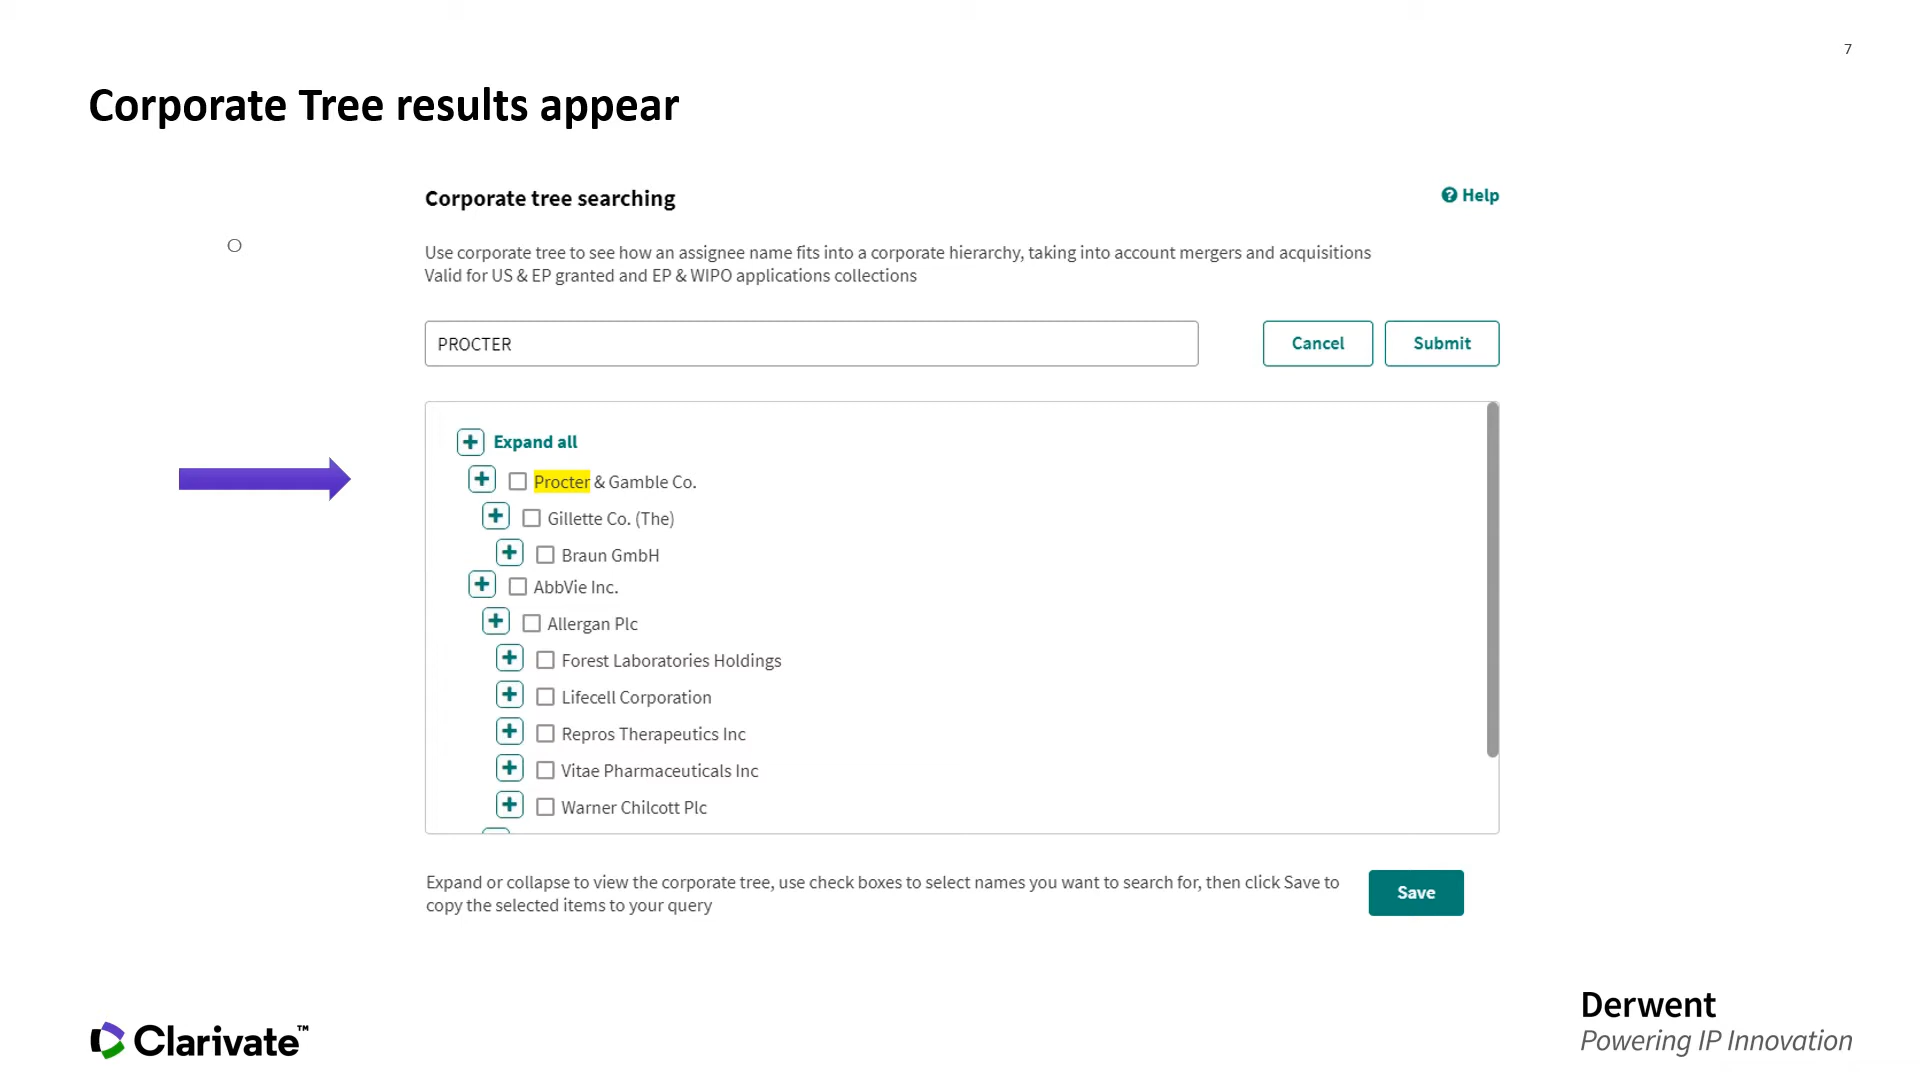 7
Corporate Tree results appear
Corporate tree searching
Help
Use corporate tree to see how an assignee name fits into a corporate hierarchy, taking into account mergers and acquisitions
Valid for US & EP granted and EP & WIPO applications collections
PROCTER
Cancel
Submit
Expand all
Procter & Gamble Co.
Gillette Co. (The)
Braun GmbH
AbbVie Inc.
Allergan Plc
Forest Laboratories Holdings
Lifecell Corporation
Repros Therapeutics Inc
Vitae Pharmaceuticals Inc
Warner Chilcott Plc
Expand or collapse to view the corporate tree, use check boxes to select names you want to search for, then click Save to
copy the selected items to your query
Save
Clarivate™
Derwent
Powering IP Innovation